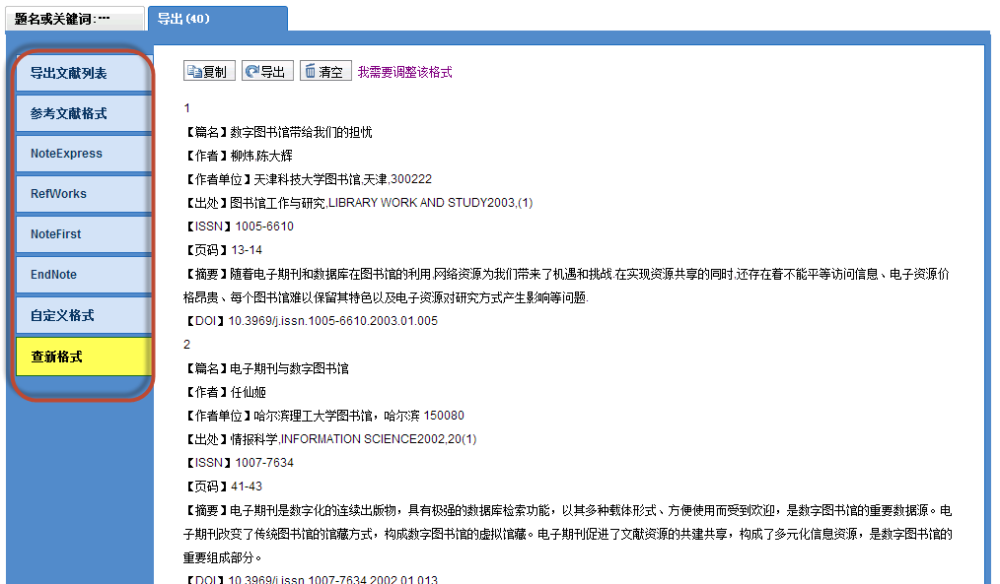 题名或关键词:···
导出(40)
导出文献列表
参考文献格式
NoteExpress
RefWorks
NoteFirst
EndNote
自定义格式
查新格式
复制 导出 清空 我需要调整该格式
1
【篇名】数字图书馆带给我们的担忧
【作者】柳炜,陈大辉
【作者单位】天津科技大学图书馆,天津,300222
【出处】图书馆工作与研究,LIBRARY WORK AND STUDY2003,(1)
【ISSN】1005-6610
【页码】13-14
【摘要】随着电子期刊和数据库在图书馆的利用,网络资源为我们带来了机遇和挑战.在实现资源共享的同时,还存在着不能平等访问信息、电子资源价
格昂贵、每个图书馆难以保留其特色以及电子资源对研究方式产生影响等问题.
【DOI】10.3969/j.issn.1005-6610.2003.01.005
2
【篇名】电子期刊与数字图书馆
【作者】任仙姬
【作者单位】哈尔滨理工大学图书馆，哈尔滨 150080
【出处】情报科学,INFORMATION SCIENCE2002,20(1)
【ISSN】1007-7634
【页码】41-43
【摘要】电子期刊是数字化的连续出版物，具有极强的数据库检索功能，以其多种载体形式、方便使用而受到欢迎，是数字图书馆的重要数据源。电
子期刊改变了传统图书馆的馆藏方式，构成数字图书馆的虚拟馆藏。电子期刊促进了文献资源的共建共享，构成了多元化信息资源，是数字图书馆的
重要组成部分。
【DOI】10.3969/j.issn.1007-7634.2002.01.013